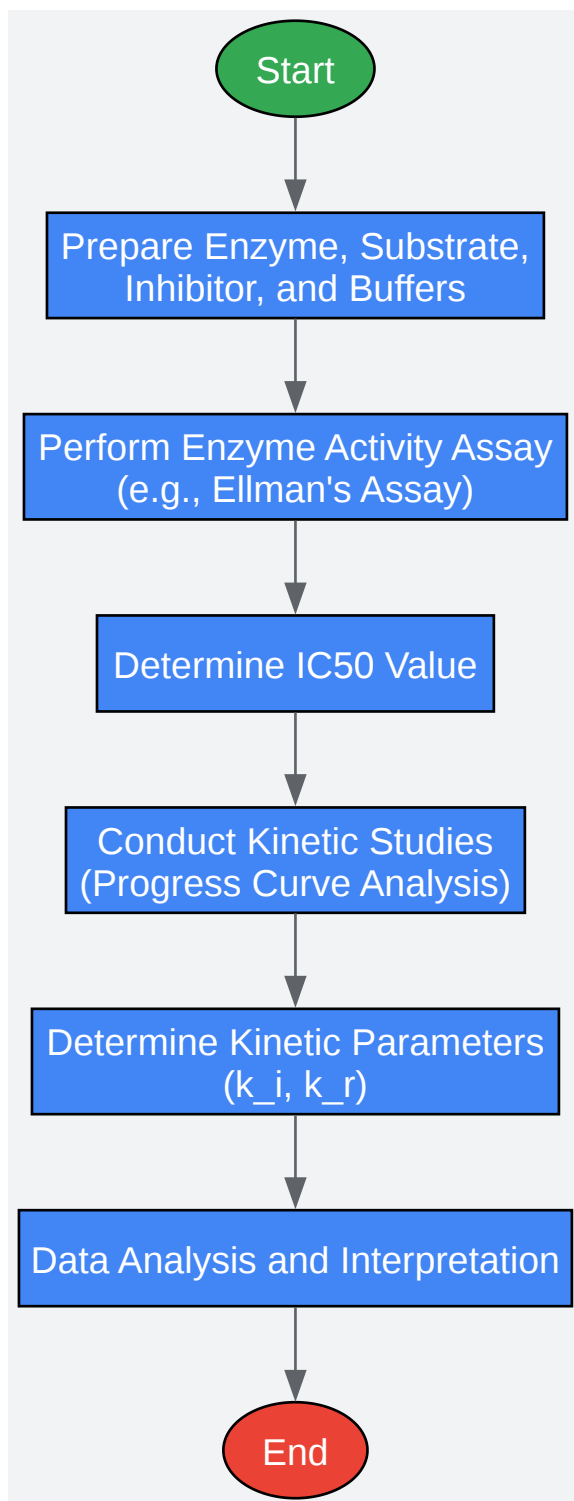 Start
Prepare Enzyme, Substrate,
Inhibitor, and Buffers
Perform Enzyme Activity Assay
(e.g., Ellman's Assay)
Determine IC50 Value
Conduct Kinetic Studies
(Progress Curve Analysis)
Determine Kinetic Parameters
(k_i, k_r)
Data Analysis and Interpretation
End